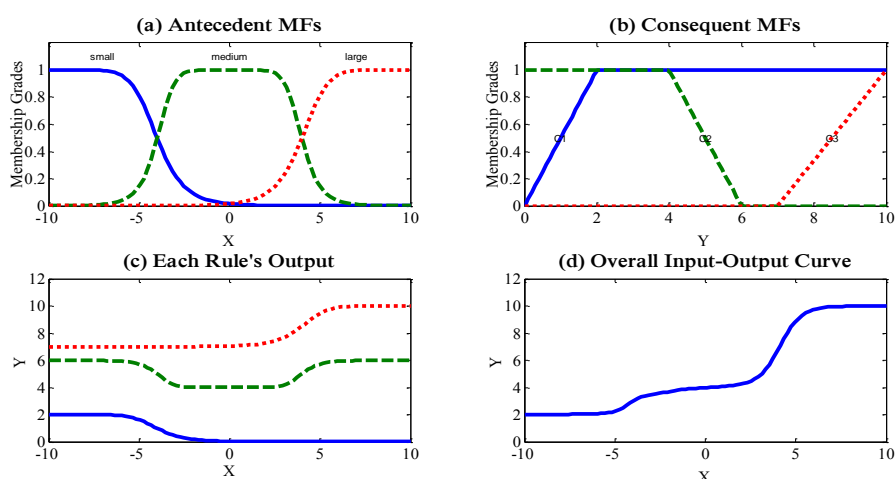 (a) Antecedent MFs
small medium large
Membership Grades
1
0.8
0.6
0.4
0.2
0
-10 -5 0 5 10
X
(b) Consequent MFs
Membership Grades
1
0.8
0.6
0.4
0.2
0
C1 C2 C3
0 2 4 6 8 10
Y
(c) Each Rule's Output
Y
12
10
8
6
4
2
0
-10 -5 0 5 10
X
(d) Overall Input-Output Curve
Y
12
10
8
6
4
2
0
-10 -5 0 5 10
X